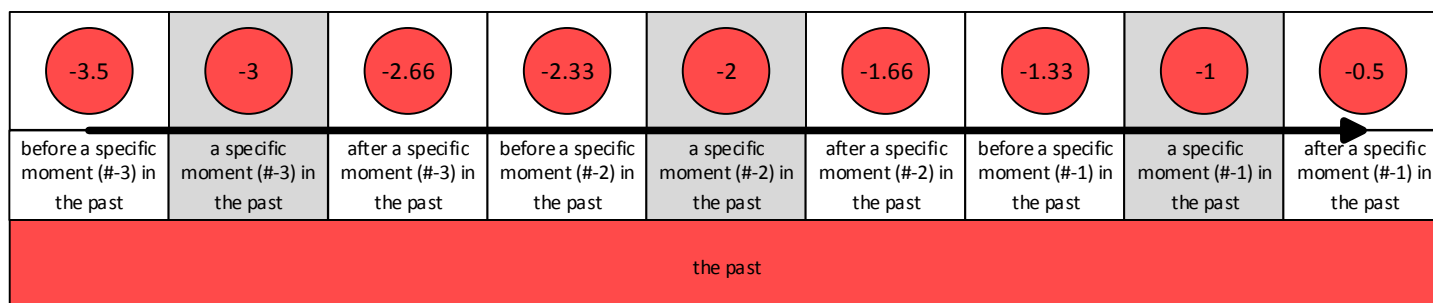 -3.5 -3 -2.66 -2.33 -2 -1.66 -1.33 -1 -0.5
before a specific
moment (#-3) in
the past
a specific
moment (#-3) in
the past
after a specific
moment (#-3) in
the past
before a specific
moment (#-2) in
the past
a specific
moment (#-2) in
the past
after a specific
moment (#-2) in
the past
before a specific
moment (#-1) in
the past
a specific
moment (#-1) in
the past
after a specific
moment (#-1) in
the past
the past